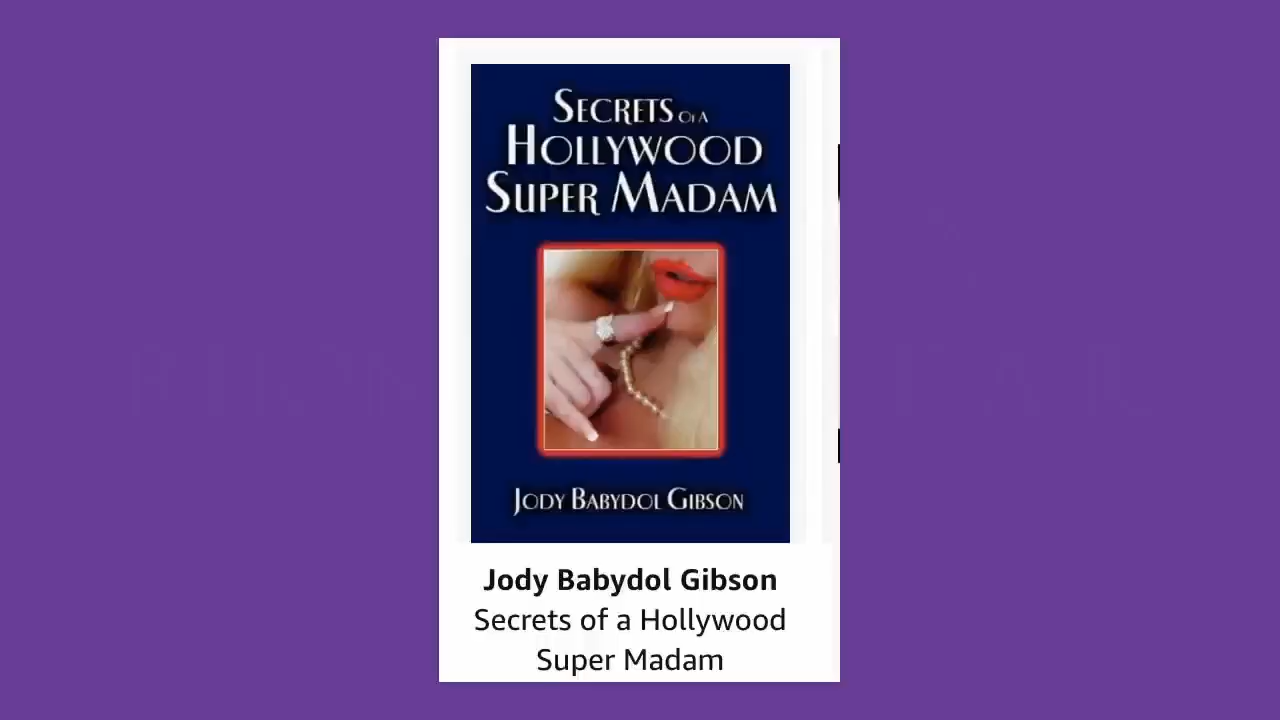 SECRETS OF A
HOLLYWOOD
SUPER MADAM
JODY BABYDOL GIBSON
Jody Babydol Gibson
Secrets of a Hollywood
Super Madam